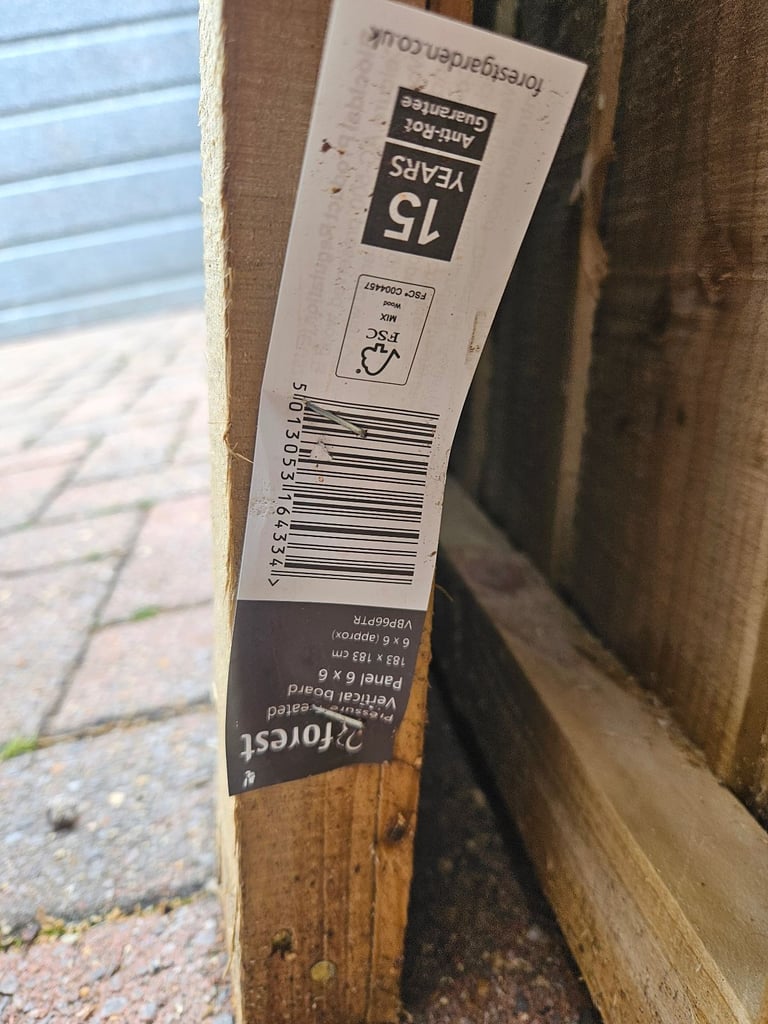 forest
Pressure Treated
Vertical board
Panel 6 x 6
183 x 183 cm
6 x 6 (approx)
VBP66PTR
5 013053 164334 >
FSC
MIX
Wood
FSC® C004457
15
YEARS
Anti-Rot
Guarantee
forestgarden.co.uk